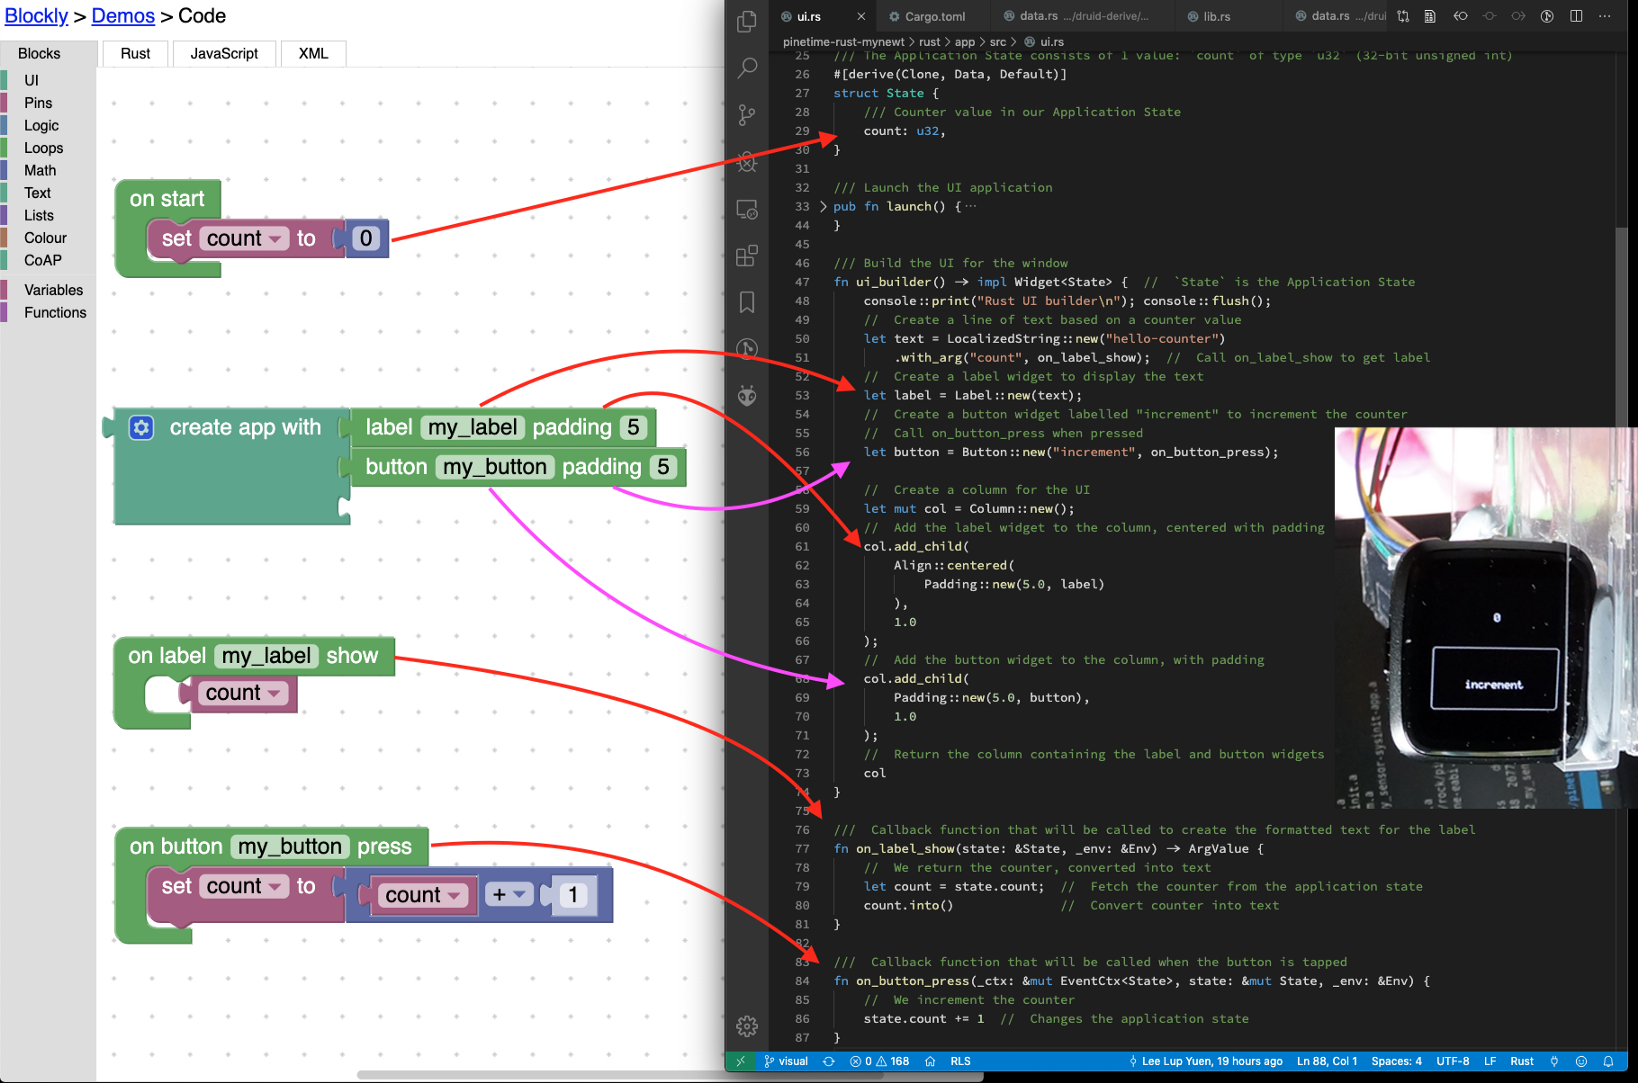 Blockly > Demos > Code
Blocks
Rust
JavaScript
XML
UI
Pins
Logic
Loops
Math
Text
Lists
Colour
CoAP
Variables
Functions
on start
set count to 0
create app with
label my_label padding 5
button my_button padding 5
on label my_label show
count
on button my_button press
set count to count + 1
ui.rs
Cargo.toml
data.rs .../druid-derive/...
lib.rs
data.rs .../drui
pinetime-rust-mynewt > rust > app > src > ui.rs
25 /// The Application State consists of 1 value: `count` of type `u32` (32-bit unsigned int)
26 #[derive(Clone, Data, Default)]
27 struct State {
28 /// Counter value in our Application State
29 count: u32,
30 }
31
32 /// Launch the UI application
33 > pub fn launch() {···
44 }
45
46 /// Build the UI for the window
47 fn ui_builder() → impl Widget<State> { // `State` is the Application State
48 console::print("Rust UI builder\n"); console::flush();
49 // Create a line of text based on a counter value
50 let text = LocalizedString::new("hello-counter")
51 .with_arg("count", on_label_show); // Call on_label_show to get label
52 // Create a label widget to display the text
53 let label = Label::new(text);
54 // Create a button widget labelled "increment" to increment the counter
55 // Call on_button_press when pressed
56 let button = Button::new("increment", on_button_press);
57
58 // Create a column for the UI
59 let mut col = Column::new();
60 // Add the label widget to the column, centered with padding
61 col.add_child(
62 Align::centered(
63 Padding::new(5.0, label)
64 ),
65 1.0
66 );
67 // Add the button widget to the column, with padding
68 col.add_child(
69 Padding::new(5.0, button),
70 1.0
71 );
72 // Return the column containing the label and button widgets
73 col
74 }
75
76 /// Callback function that will be called to create the formatted text for the label
77 fn on_label_show(state: &State, _env: &Env) → ArgValue {
78 // We return the counter, converted into text
79 let count = state.count; // Fetch the counter from the application state
80 count.into() // Convert counter into text
81 }
82
83 /// Callback function that will be called when the button is tapped
84 fn on_button_press(_ctx: &mut EventCtx<State>, state: &mut State, _env: &Env) {
85 // We increment the counter
86 state.count += 1 // Changes the application state
87 }
0
increment
visual
0
168
RLS
Lee Lup Yuen, 19 hours ago
Ln 88, Col 1
Spaces: 4
UTF-8
LF
Rust